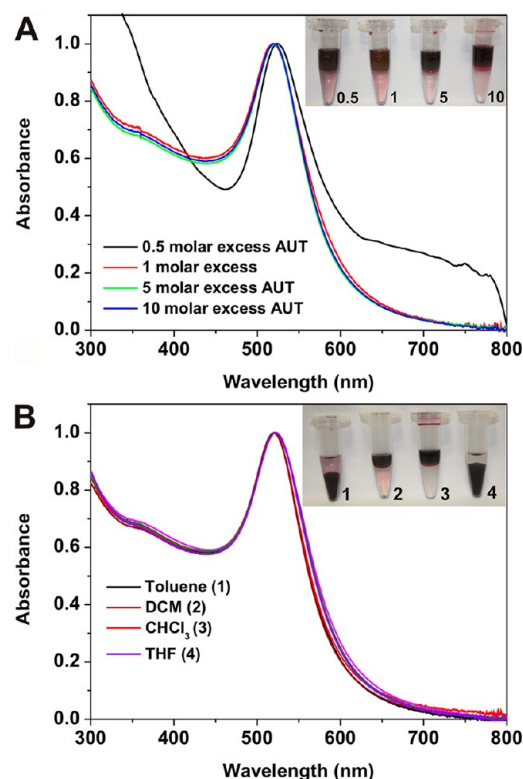 A
1.0
0.8
0.6
0.4
0.2
0.0
Absorbance
0.5 1 5 10
0.5 molar excess AUT
1 molar excess
5 molar excess AUT
10 molar excess AUT
300 400 500 600 700 800
Wavelength (nm)
B
1.0
0.8
0.6
0.4
0.2
0.0
Absorbance
1 2 3 4
Toluene (1)
DCM (2)
CHCl₃ (3)
THF (4)
300 400 500 600 700 800
Wavelength (nm)